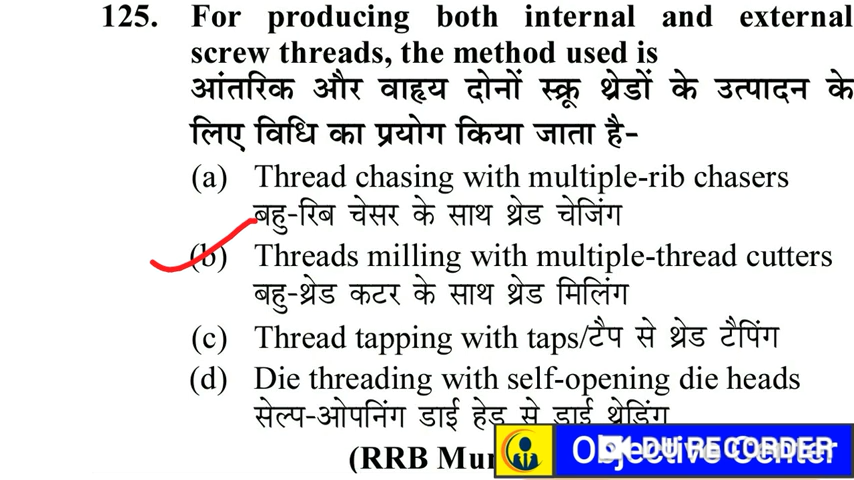 125. For producing both internal and external
screw threads, the method used is
आंतरिक और वाह्य दोनों स्क्रू थ्रेडों के उत्पादन के
लिए विधि का प्रयोग किया जाता है-
(a) Thread chasing with multiple-rib chasers
बहु-रिब चेसर के साथ थ्रेड चेजिंग
(b) Threads milling with multiple-thread cutters
बहु-थ्रेड कटर के साथ थ्रेड मिलिंग
(c) Thread tapping with taps/टैप से थ्रेड टैपिंग
(d) Die threading with self-opening die heads
सेल्प-ओपनिंग डाई हेड से डाई थ्रेडिंग
(RRB
DU RECORDER
Objective Center